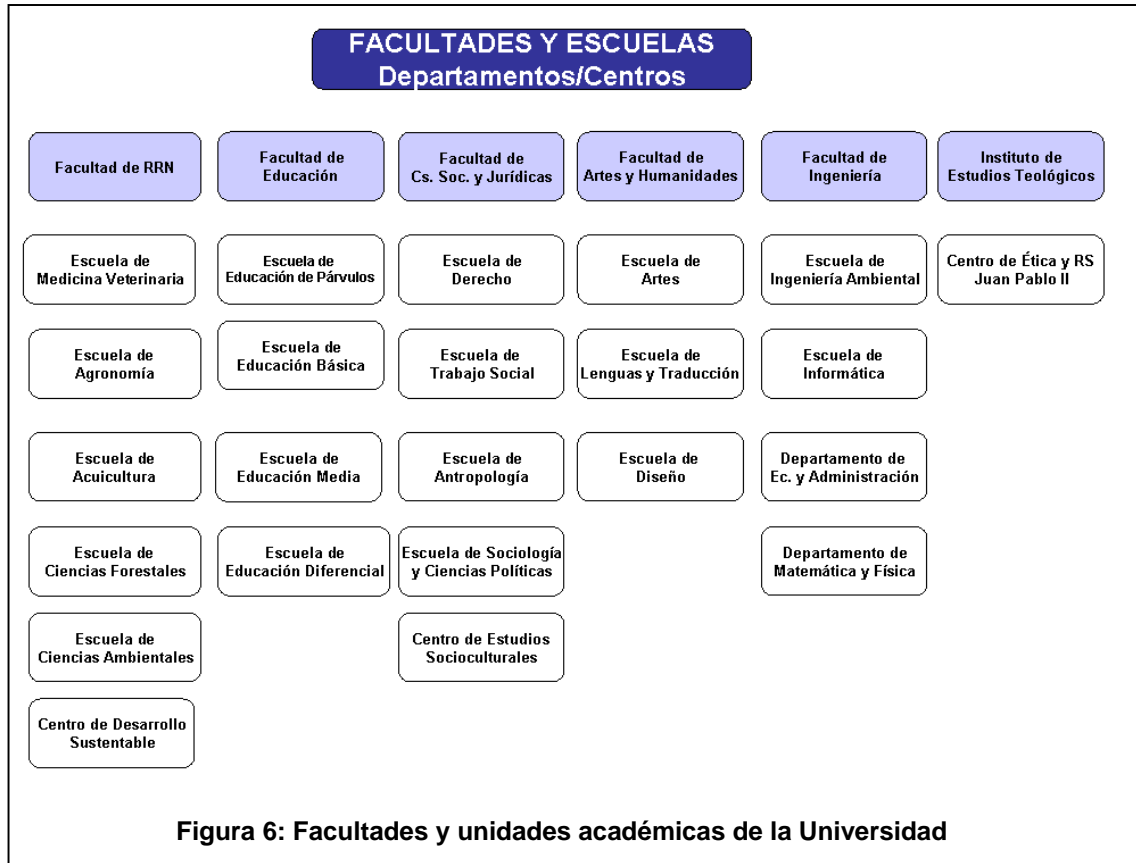 FACULTADES Y ESCUELAS
Departamentos/Centros
Facultad de RRN
Facultad de
Educación
Facultad de
Cs. Soc. y Jurídicas
Facultad de
Artes y Humanidades
Facultad de
Ingeniería
Instituto de
Estudios Teológicos
Escuela de
Medicina Veterinaria
Escuela de
Educación de Párvulos
Escuela de
Derecho
Escuela de
Artes
Escuela de
Ingeniería Ambiental
Centro de Ética y RS
Juan Pablo II
Escuela de
Agronomía
Escuela de
Educación Básica
Escuela de
Trabajo Social
Escuela de
Lenguas y Traducción
Escuela de
Informática
Escuela de
Acuicultura
Escuela de
Educación Media
Escuela de
Antropología
Escuela de
Diseño
Departamento de
Ec. y Administración
Escuela de
Ciencias Forestales
Escuela de
Educación Diferencial
Escuela de Sociología
y Ciencias Políticas
Departamento de
Matemática y Física
Escuela de
Ciencias Ambientales
Centro de Estudios
Socioculturales
Centro de Desarrollo
Sustentable
Figura 6: Facultades y unidades académicas de la Universidad